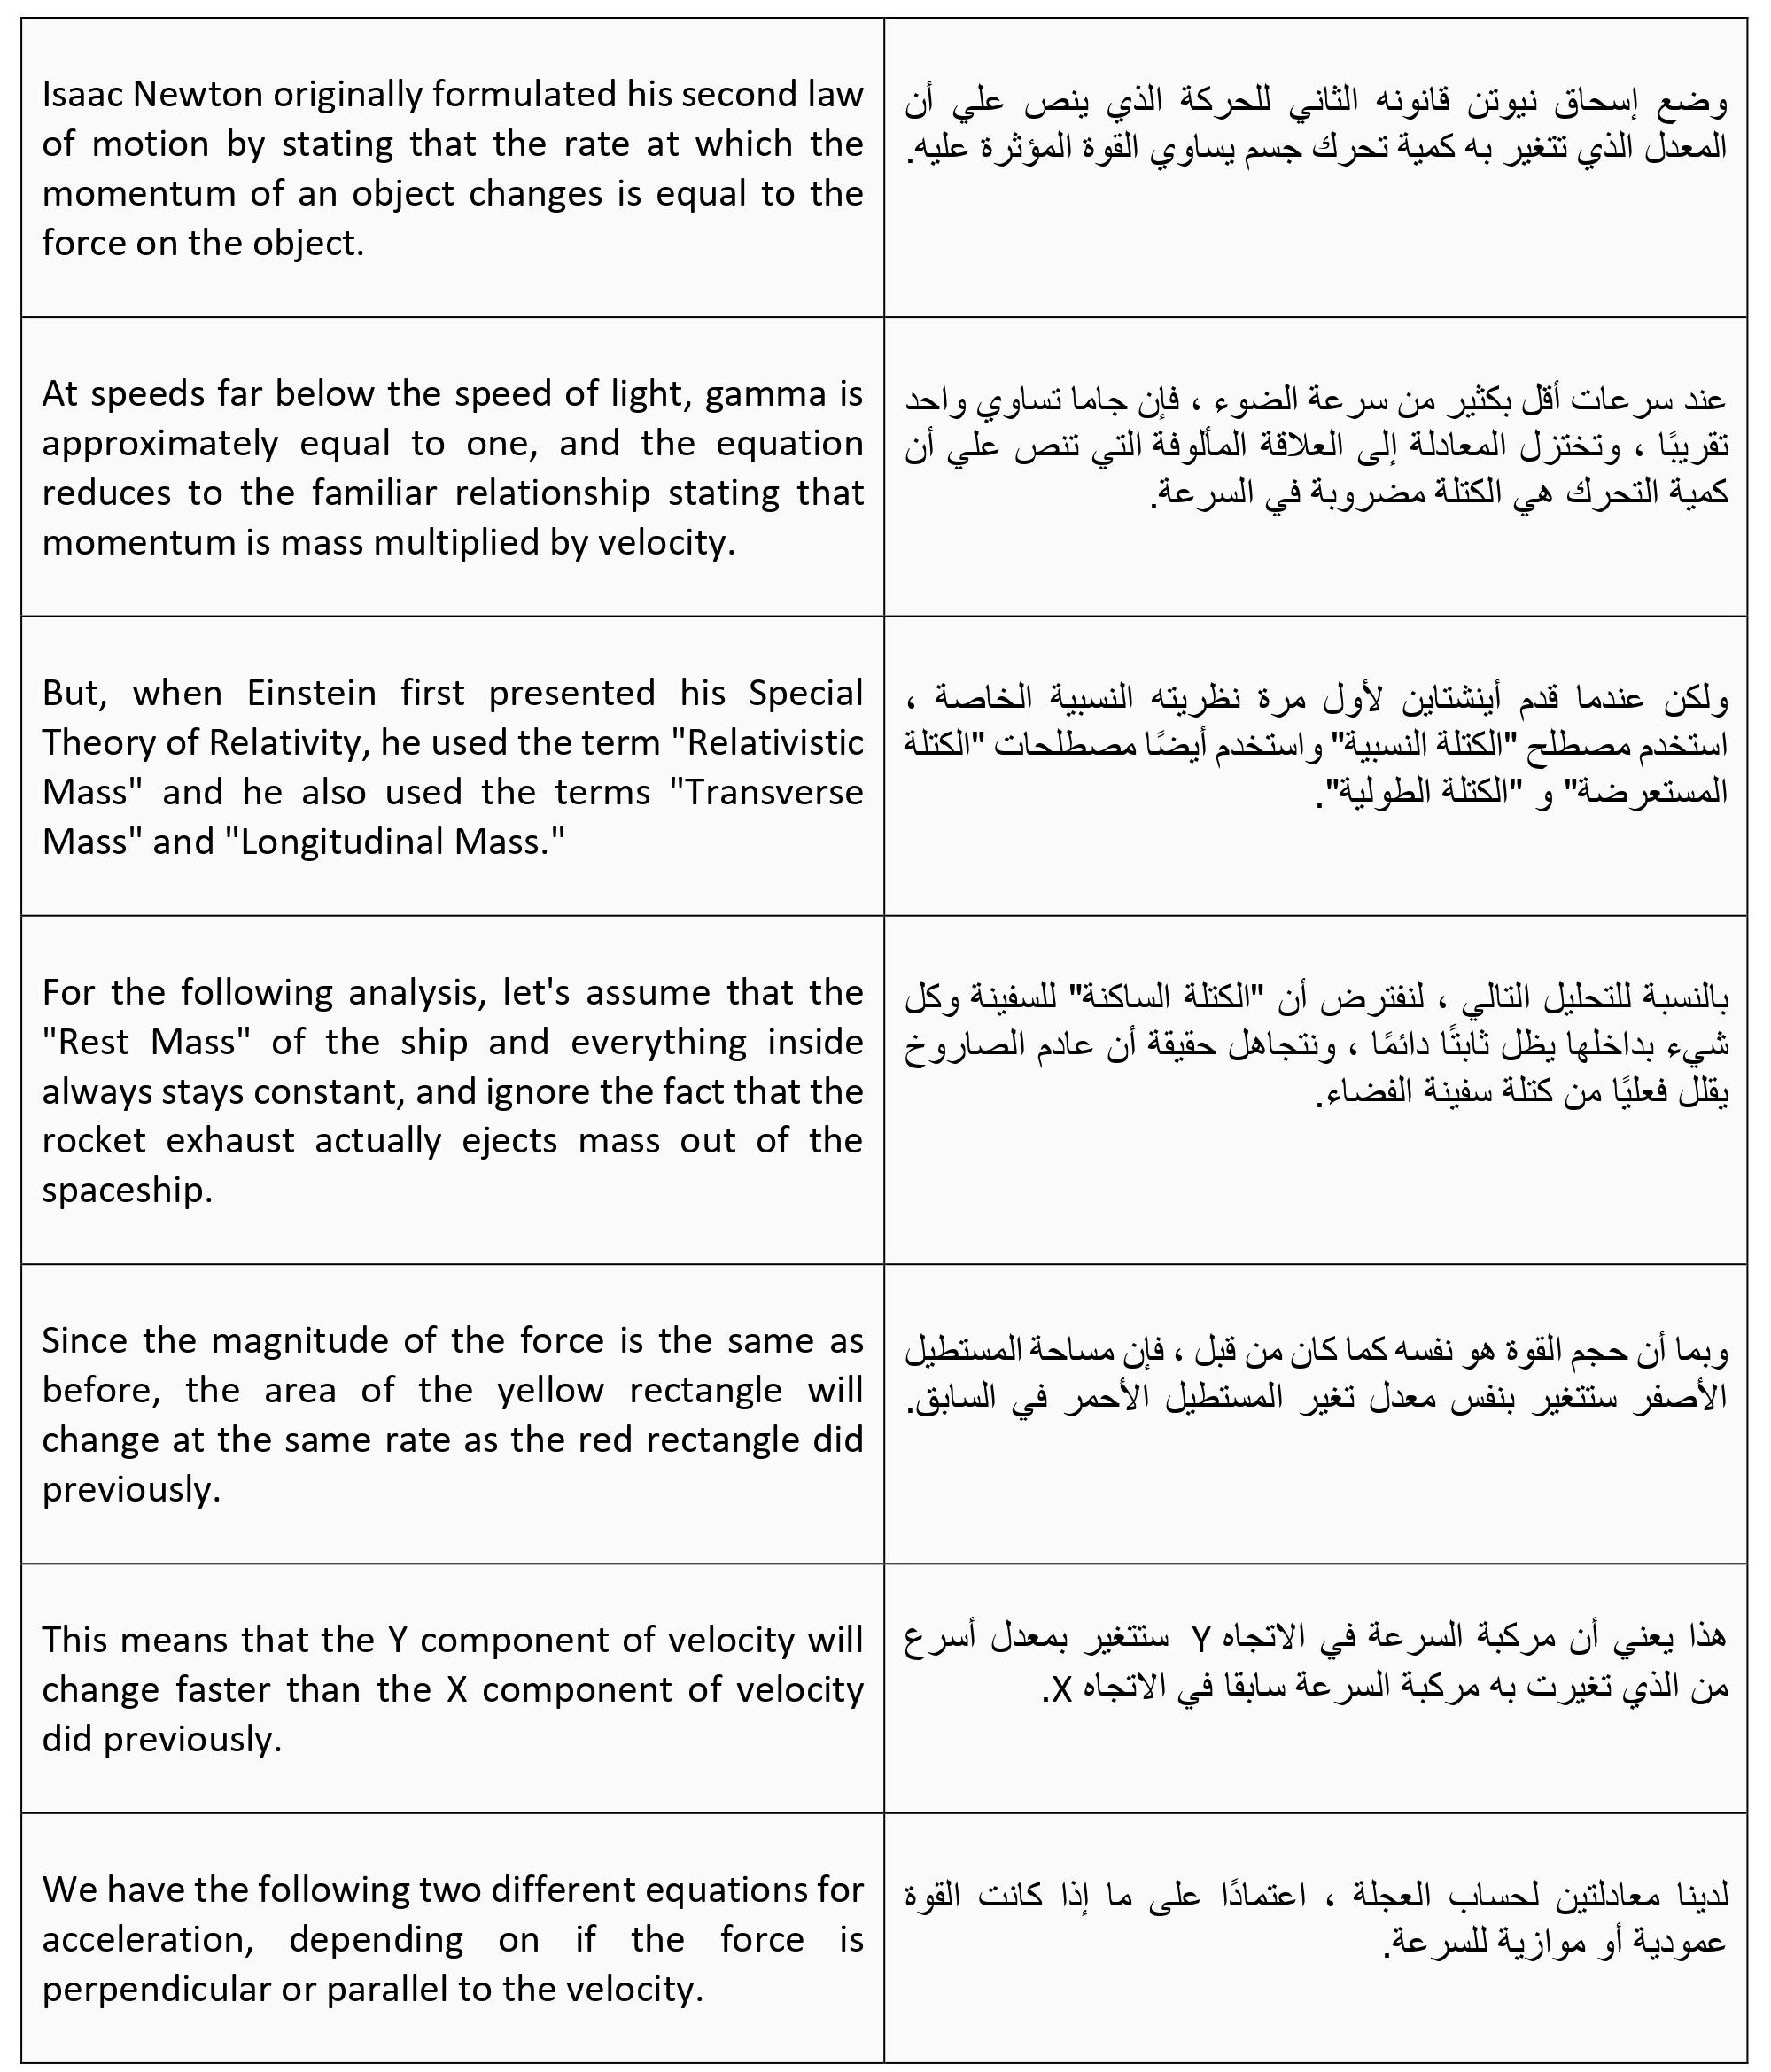 Isaac Newton originally formulated his second law
of motion by stating that the rate at which the
momentum of an object changes is equal to the
force on the object.
وضع إسحاق نيوتن قانونه الثاني للحركة الذي ينص علي أن
المعدل الذي تتغير به كمية تحرك جسم يساوي القوة المؤثرة عليه.
At speeds far below the speed of light, gamma is
approximately equal to one, and the equation
reduces to the familiar relationship stating that
momentum is mass multiplied by velocity.
عند سرعات أقل بكثير من سرعة الضوء ، فإن جاما تساوي واحد
تقريبًا ، وتختزل المعادلة إلى العلاقة المألوفة التي تنص علي أن
كمية التحرك هي الكتلة مضروبة في السرعة.
But, when Einstein first presented his Special
Theory of Relativity, he used the term "Relativistic
Mass" and he also used the terms "Transverse
Mass" and "Longitudinal Mass."
ولكن عندما قدم أينشتاين لأول مرة نظريته النسبية الخاصة ،
استخدم مصطلح "الكتلة النسبية" واستخدم أيضًا مصطلحات "الكتلة
المستعرضة" و "الكتلة الطولية".
For the following analysis, let's assume that the
"Rest Mass" of the ship and everything inside
always stays constant, and ignore the fact that the
rocket exhaust actually ejects mass out of the
spaceship.
بالنسبة للتحليل التالي ، لنفترض أن "الكتلة الساكنة" للسفينة وكل
شيء بداخلها يظل ثابتًا دائمًا ، ونتجاهل حقيقة أن عادم الصاروخ
يقلل فعليًا من كتلة سفينة الفضاء.
Since the magnitude of the force is the same as
before, the area of the yellow rectangle will
change at the same rate as the red rectangle did
previously.
وبما أن حجم القوة هو نفسه كما كان من قبل ، فإن مساحة المستطيل
الأصفر ستتغير بنفس معدل تغير المستطيل الأحمر في السابق.
This means that the Y component of velocity will
change faster than the X component of velocity
did previously.
هذا يعني أن مركبة السرعة في الاتجاه Y ستتغير بمعدل أسرع
من الذي تغيرت به مركبة السرعة سابقا في الاتجاه X.
We have the following two different equations for
acceleration, depending on if the force is
perpendicular or parallel to the velocity.
لدينا معادلتين لحساب العجلة ، اعتمادًا على ما إذا كانت القوة
عمودية أو موازية للسرعة.